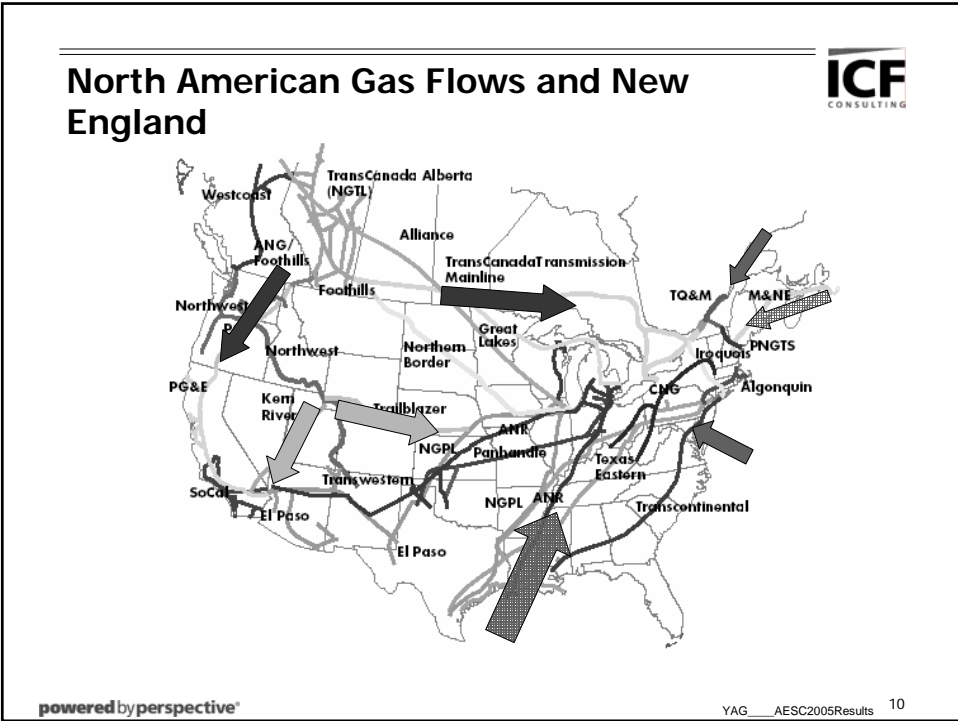 North American Gas Flows and New
England
ICF
CONSULTING
TransCanada Alberta
(NGTL)
Westcoast
Alliance
ANG/
Foothills
TransCanadaTransmission
Mainline
Foothills
TQ&M
M&NE
Northwest
Great
Lakes
PNGTS
Northwest
Northern
Border
Iroquois
PG&E
CNG
Algonquin
Kern
River
Trailblazer
ANR
NGPL
Panhandle
Texas
Eastern
Transwestern
SoCal
NGPL
ANR
Transcontinental
El Paso
El Paso
powered by perspective®
YAG____AESC2005Results
10